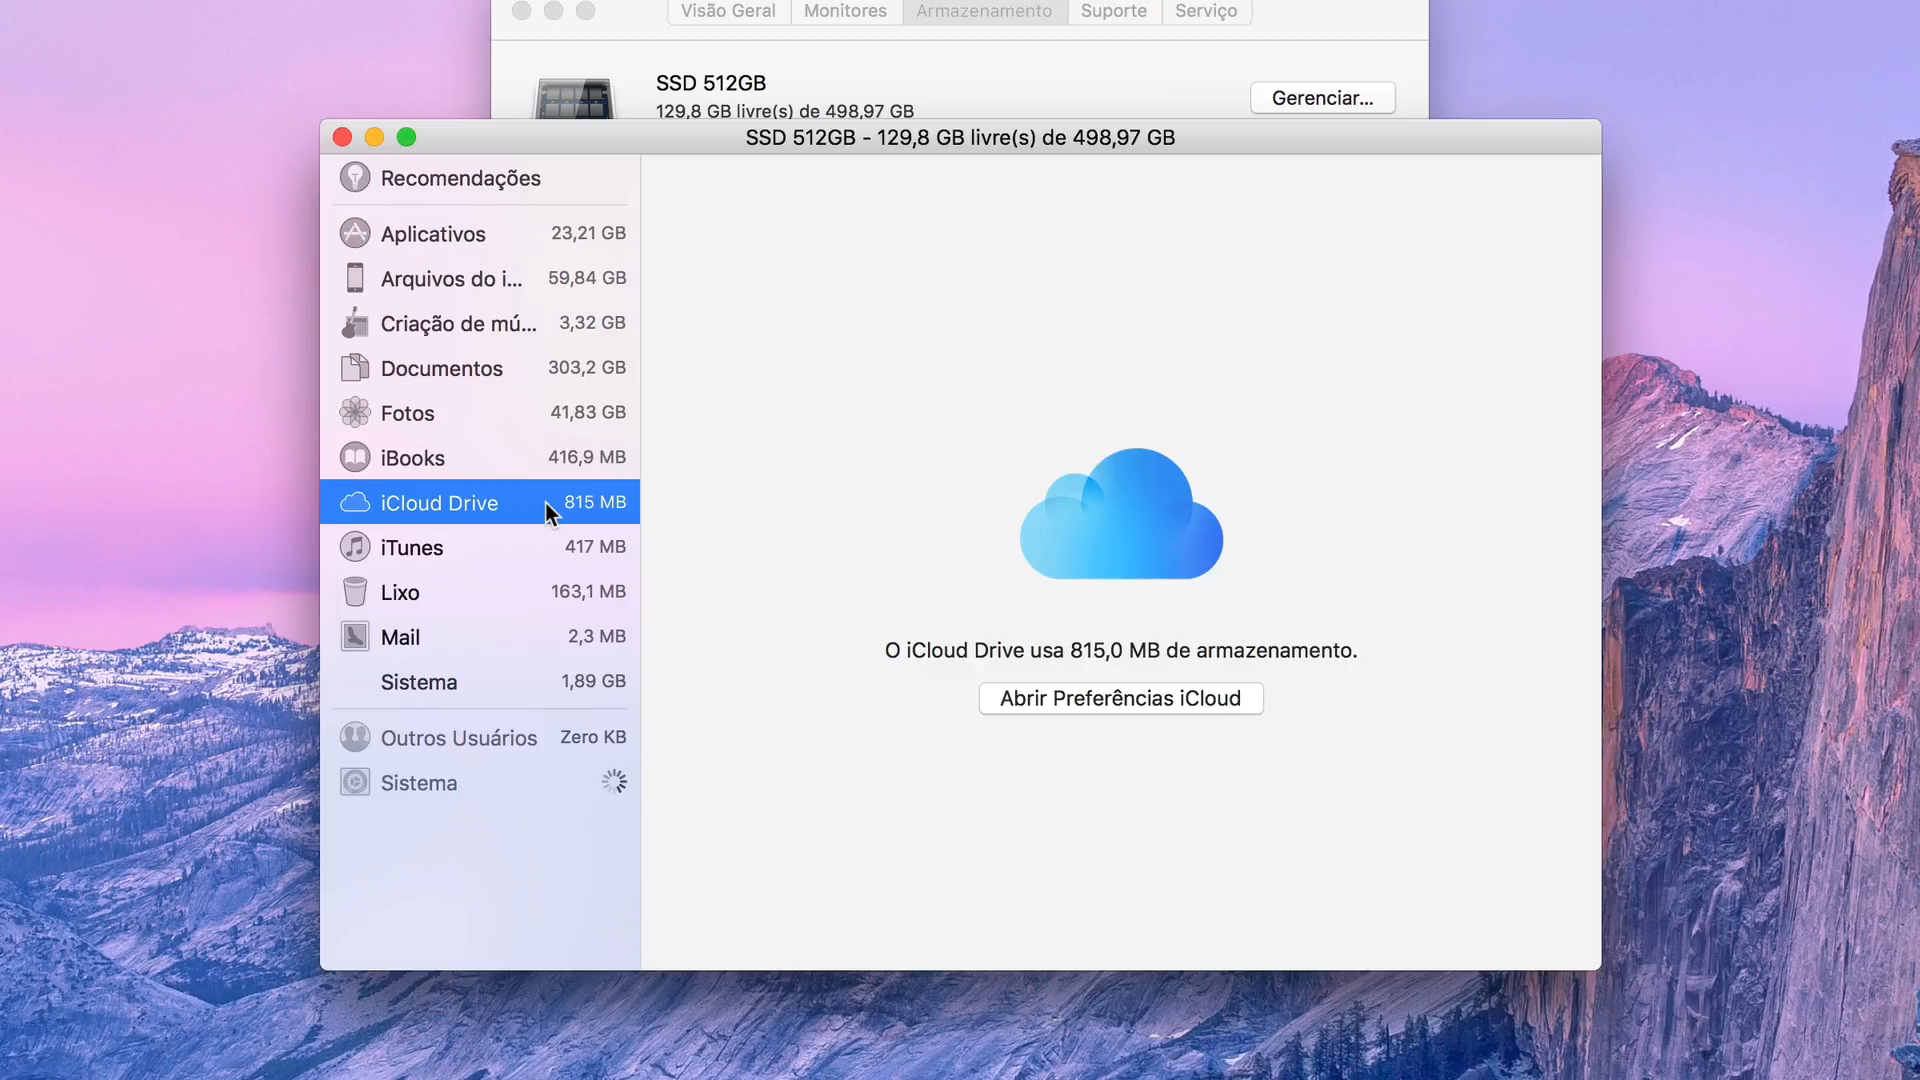 Visão Geral Monitores Armazenamento Suporte Serviço
SSD 512GB
129,8 GB livre(s) de 498,97 GB
Gerenciar...
SSD 512GB - 129,8 GB livre(s) de 498,97 GB
Recomendações
Aplicativos 23,21 GB
Arquivos do i... 59,84 GB
Criação de mú... 3,32 GB
Documentos 303,2 GB
Fotos 41,83 GB
iBooks 416,9 MB
iCloud Drive 815 MB
iTunes 417 MB
Lixo 163,1 MB
Mail 2,3 MB
Sistema 1,89 GB
Outros Usuários Zero KB
Sistema
O iCloud Drive usa 815,0 MB de armazenamento.
Abrir Preferências iCloud